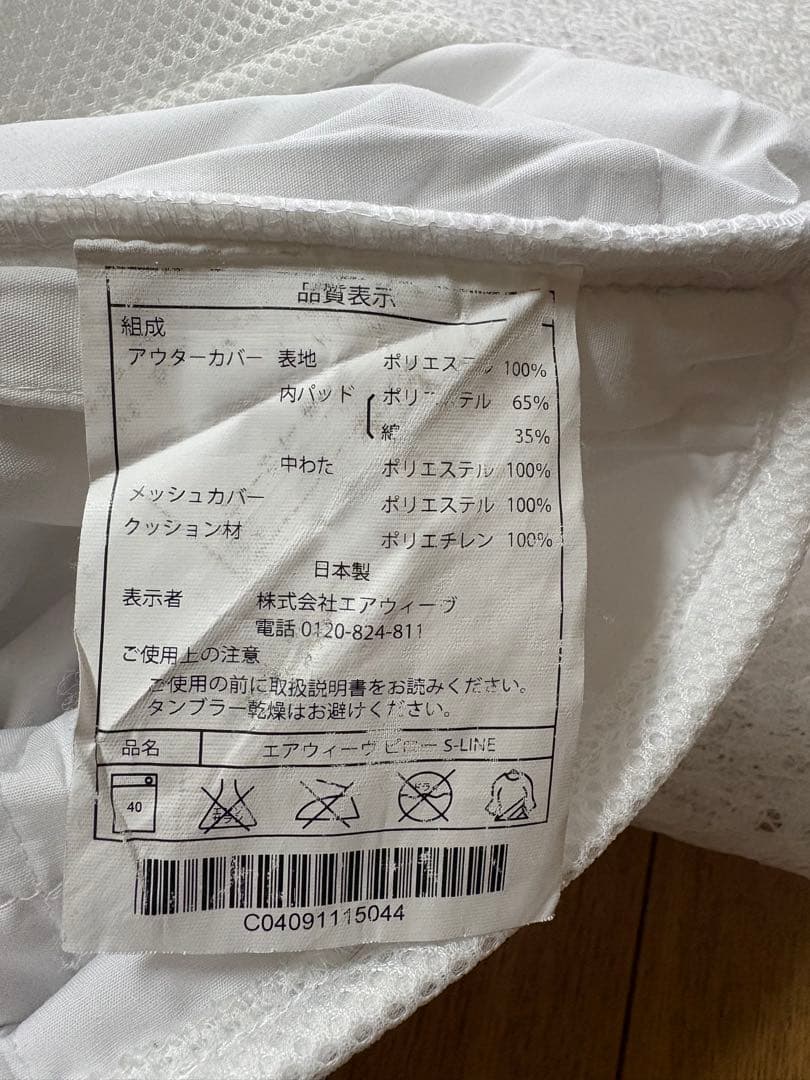 品質表示
組成
アウターカバー 表地 ポリエステル 100%
内パッド ポリエステル 65%
綿 35%
中わた ポリエステル 100%
メッシュカバー ポリエステル 100%
クッション材 ポリエチレン 100%
日本製
表示者 株式会社エアウィーヴ
電話 0120-824-811
ご使用上の注意
ご使用の前に取扱説明書をお読みください。
タンブラー乾燥はお避けください。
品名 エアウィーヴ ピロー S-LINE
40 ドライ
C04091115044